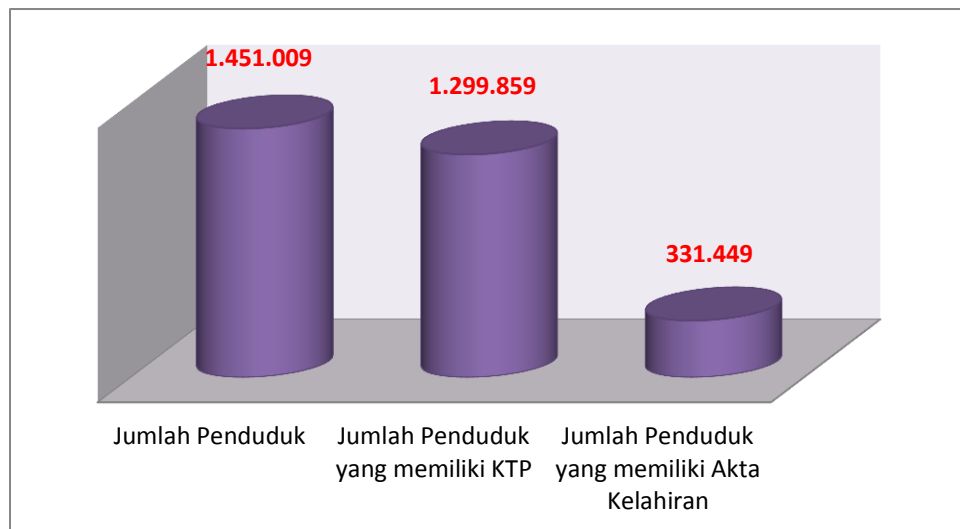 1.451.009
1.299.859
331.449
Jumlah Penduduk
Jumlah Penduduk
yang memiliki KTP
Jumlah Penduduk
yang memiliki Akta
Kelahiran